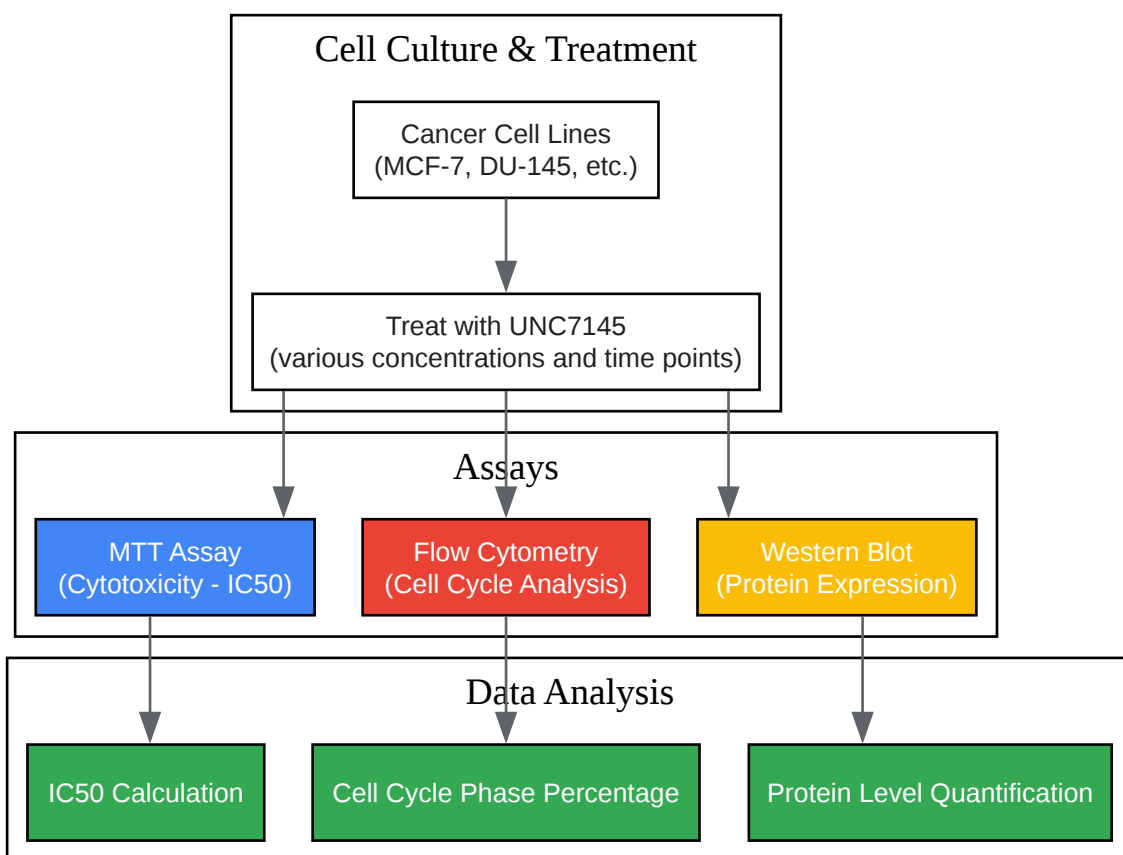 Cell Culture & Treatment
Cancer Cell Lines
(MCF-7, DU-145, etc.)
Treat with UNC7145
(various concentrations and time points)
Assays
MTT Assay
(Cytotoxicity - IC50)
Flow Cytometry
(Cell Cycle Analysis)
Western Blot
(Protein Expression)
Data Analysis
IC50 Calculation
Cell Cycle Phase Percentage
Protein Level Quantification